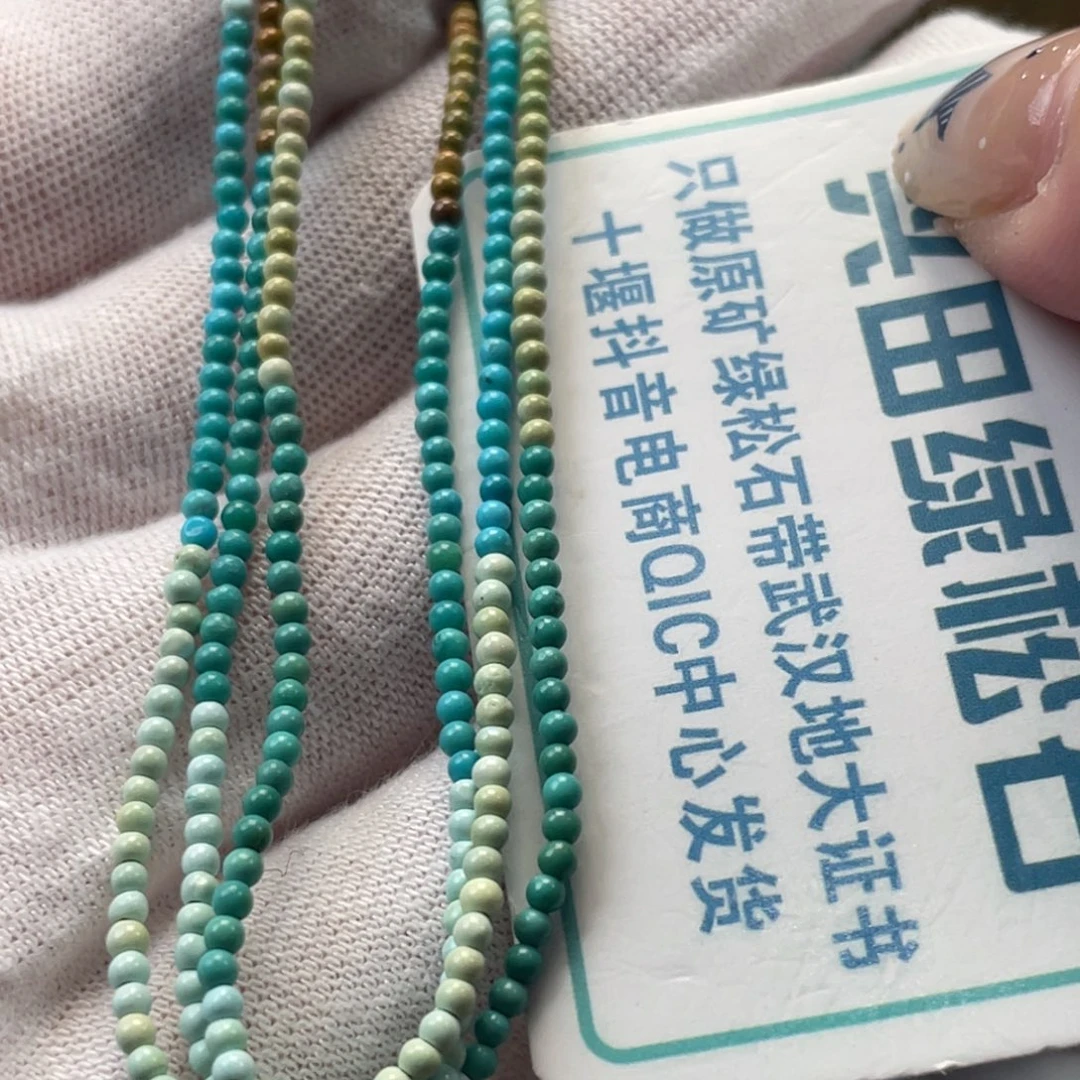 田绿松石
只做原矿绿松石带武汉地大证书
十堰抖音电商QIC中心发货